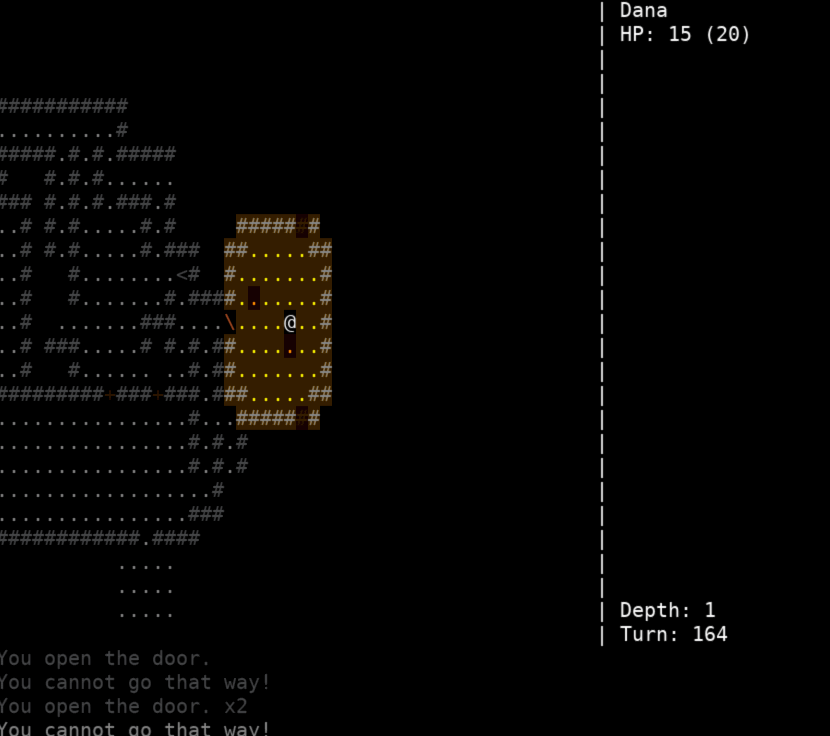 Dana
HP: 15 (20)
Depth: 1
Turn: 164
You open the door.
You cannot go that way!
You open the door. x2
You cannot go that way!